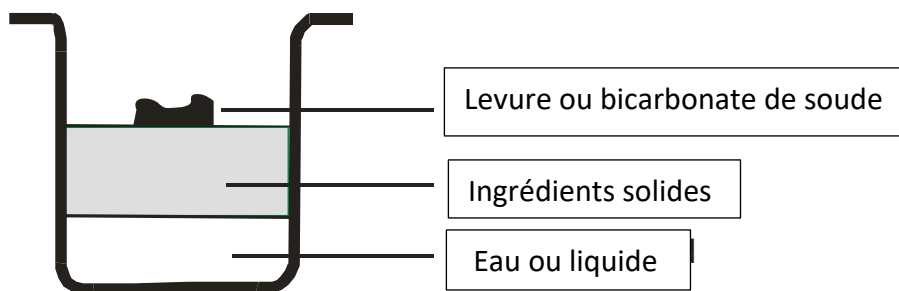 Levure ou bicarbonate de soude
Ingrédients solides
Eau ou liquide